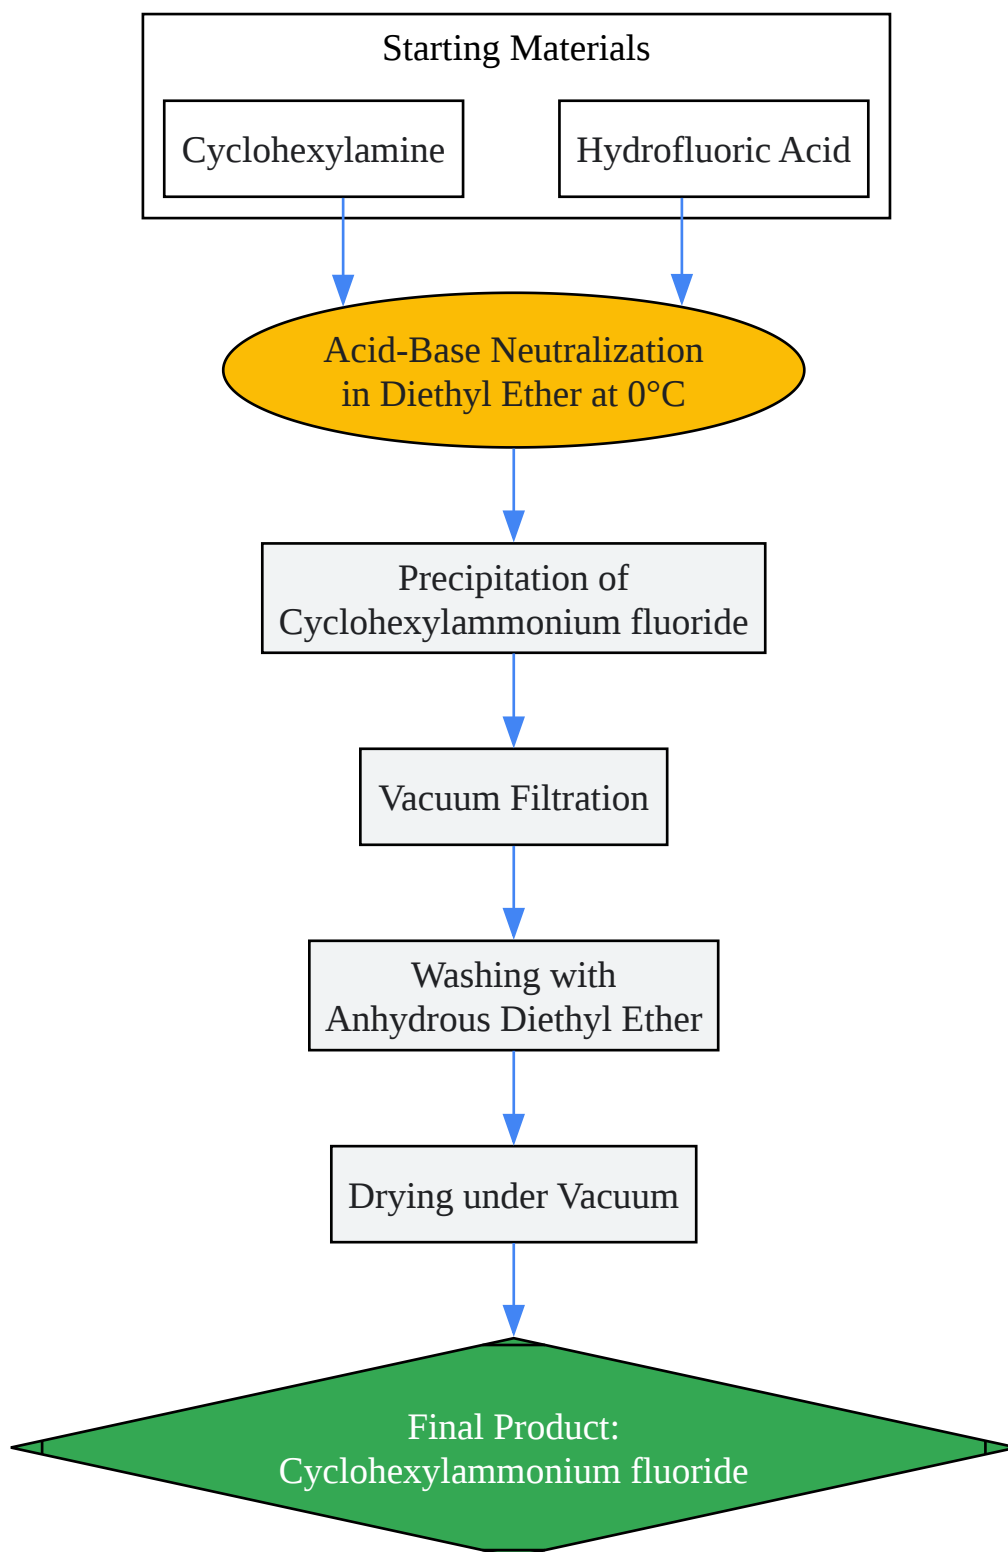 Starting Materials
Cyclohexylamine
Hydrofluoric Acid
Acid-Base Neutralization
in Diethyl Ether at 0°C
Precipitation of
Cyclohexylammonium fluoride
Vacuum Filtration
Washing with
Anhydrous Diethyl Ether
Drying under Vacuum
Final Product:
Cyclohexylammonium fluoride